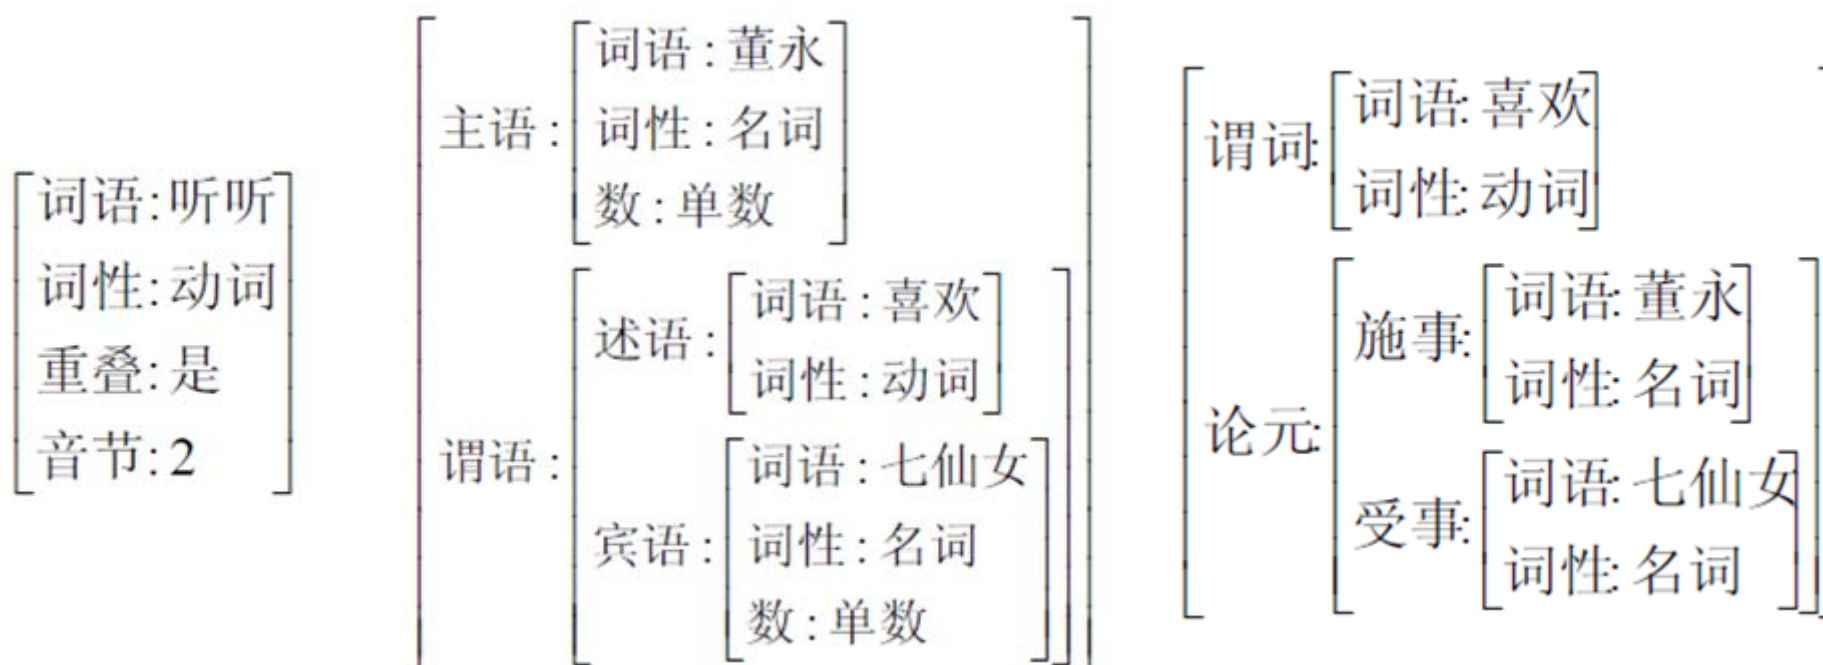 词语:听听
词性:动词
重叠:是
音节:2
主语:
词语:董永
词性:名词
数:单数
谓语:
述语:
词语:喜欢
词性:动词
宾语:
词语:七仙女
词性:名词
数:单数
谓词:
词语:喜欢
词性:动词
论元:
施事:
词语:董永
词性:名词
受事:
词语:七仙女
词性:名词